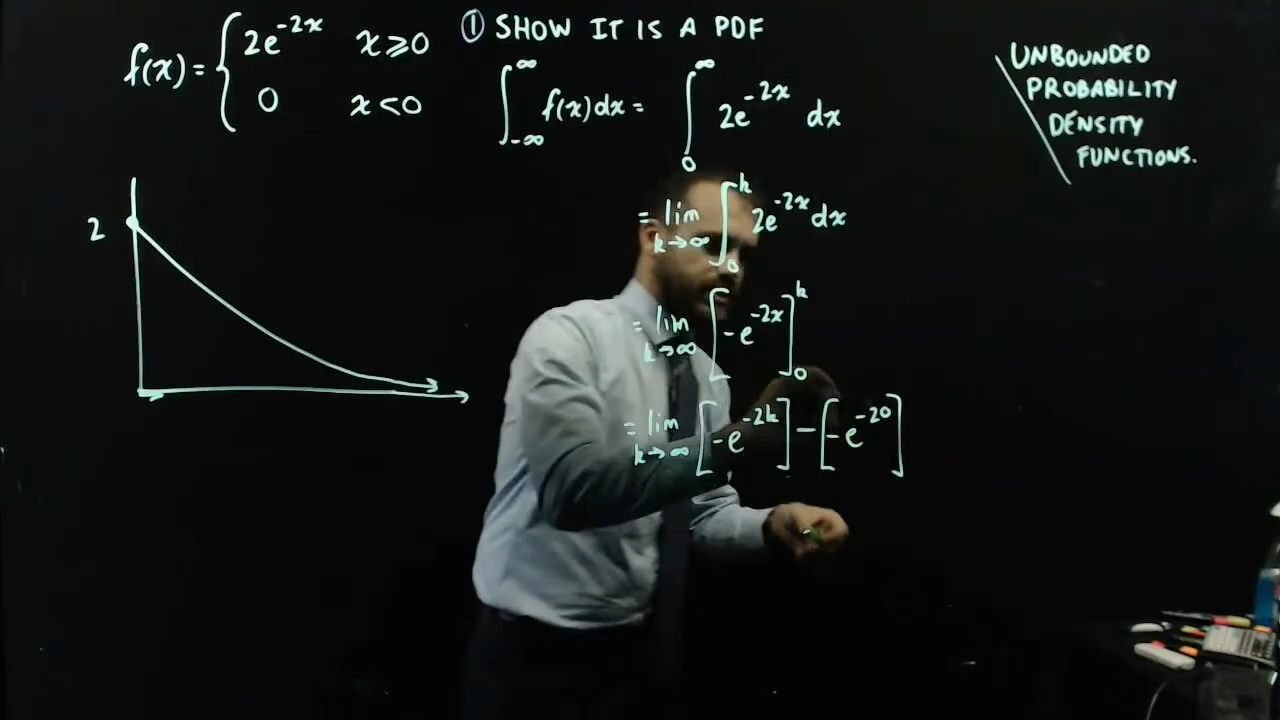 f(x) = { 2e^{-2x} x ≥ 0
0 x < 0
① SHOW IT IS A PDF
∫_{-∞}^{∞} f(x) dx = ∫_{0}^{∞} 2e^{-2x} dx
= lim_{k→∞} ∫_{0}^{k} 2e^{-2x} dx
= lim_{k→∞} [-e^{-2x}]_{0}^{k}
= lim_{k→∞} [-e^{-2k}] - [-e^{-20}]
2
UNBOUNDED
PROBABILITY
DENSITY
FUNCTIONS.